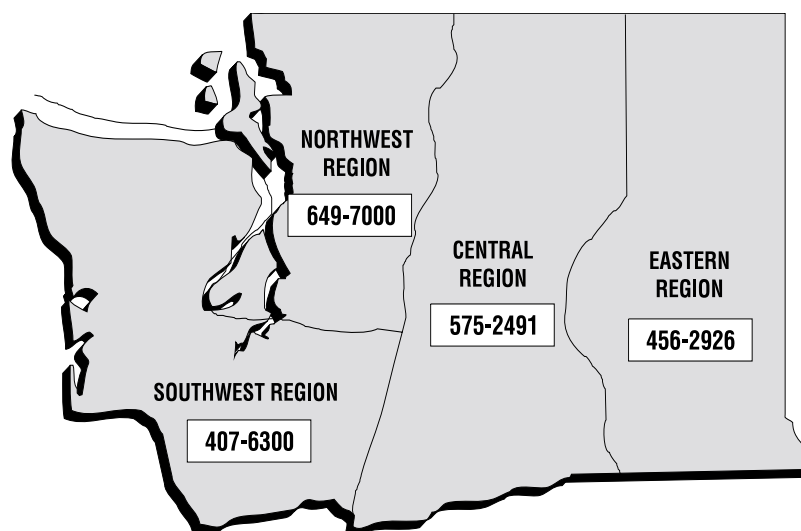 NORTHWEST
REGION
649-7000
CENTRAL
REGION
575-2491
EASTERN
REGION
456-2926
SOUTHWEST REGION
407-6300